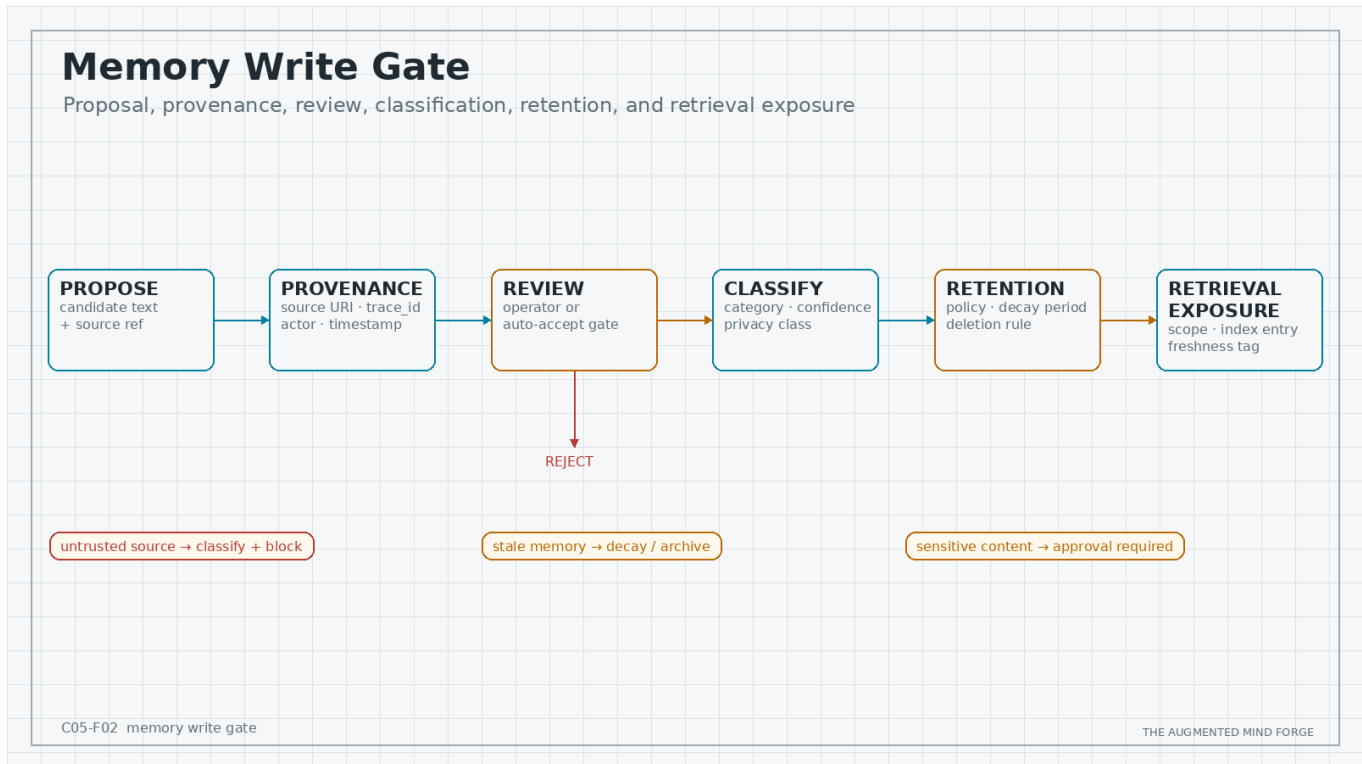 Memory Write Gate
Proposal, provenance, review, classification, retention, and retrieval exposure
PROPOSE
candidate text
+ source ref
PROVENANCE
source URI · trace_id
actor · timestamp
REVIEW
operator or
auto-accept gate
CLASSIFY
category · confidence
privacy class
RETENTION
policy · decay period
deletion rule
RETRIEVAL
EXPOSURE
scope · index entry
freshness tag
REJECT
untrusted source → classify + block
stale memory → decay / archive
sensitive content → approval required
C05-F02 memory write gate
THE AUGMENTED MIND FORGE